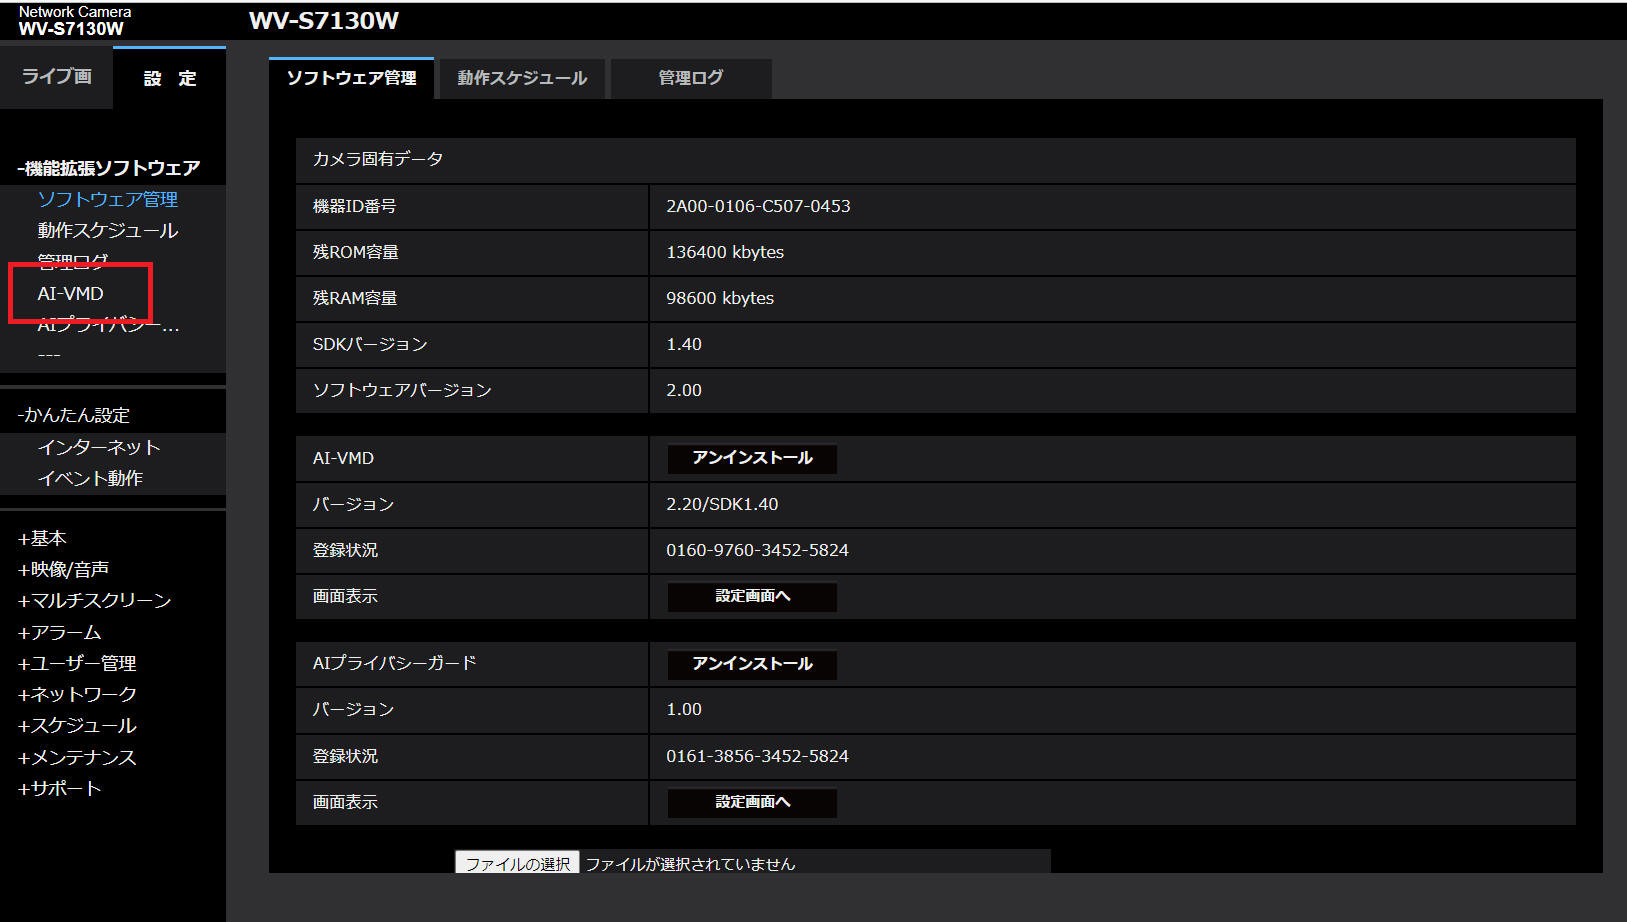 Network Camera
WV-S7130W
WV-S7130W
ライブ画
設 定
-機能拡張ソフトウェア
ソフトウェア管理
動作スケジュール
管理ログ
AI-VMD
AIプライバシー...
---
-かんたん設定
インターネット
イベント動作
+基本
+映像/音声
+マルチスクリーン
+アラーム
+ユーザー管理
+ネットワーク
+スケジュール
+メンテナンス
+サポート
ソフトウェア管理 動作スケジュール 管理ログ
カメラ固有データ
機器ID番号 2A00-0106-C507-0453
残ROM容量 136400 kbytes
残RAM容量 98600 kbytes
SDKバージョン 1.40
ソフトウェアバージョン 2.00
AI-VMD アンインストール
バージョン 2.20/SDK1.40
登録状況 0160-9760-3452-5824
画面表示 設定画面へ
AIプライバシーガード アンインストール
バージョン 1.00
登録状況 0161-3856-3452-5824
画面表示 設定画面へ
ファイルの選択 ファイルが選択されていません